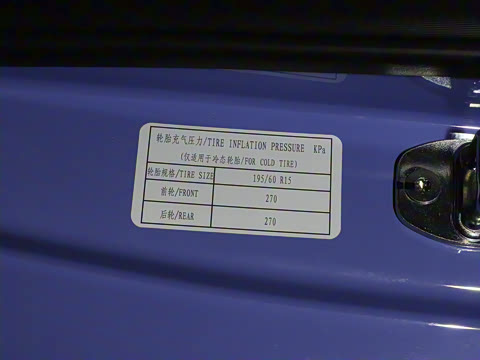 轮胎充气压力/TIRE INFLATION PRESSURE KPa
(仅适用于冷态轮胎/FOR COLD TIRE)
轮胎规格/TIRE SIZE 195/60 R15
前轮/FRONT 270
后轮/REAR 270